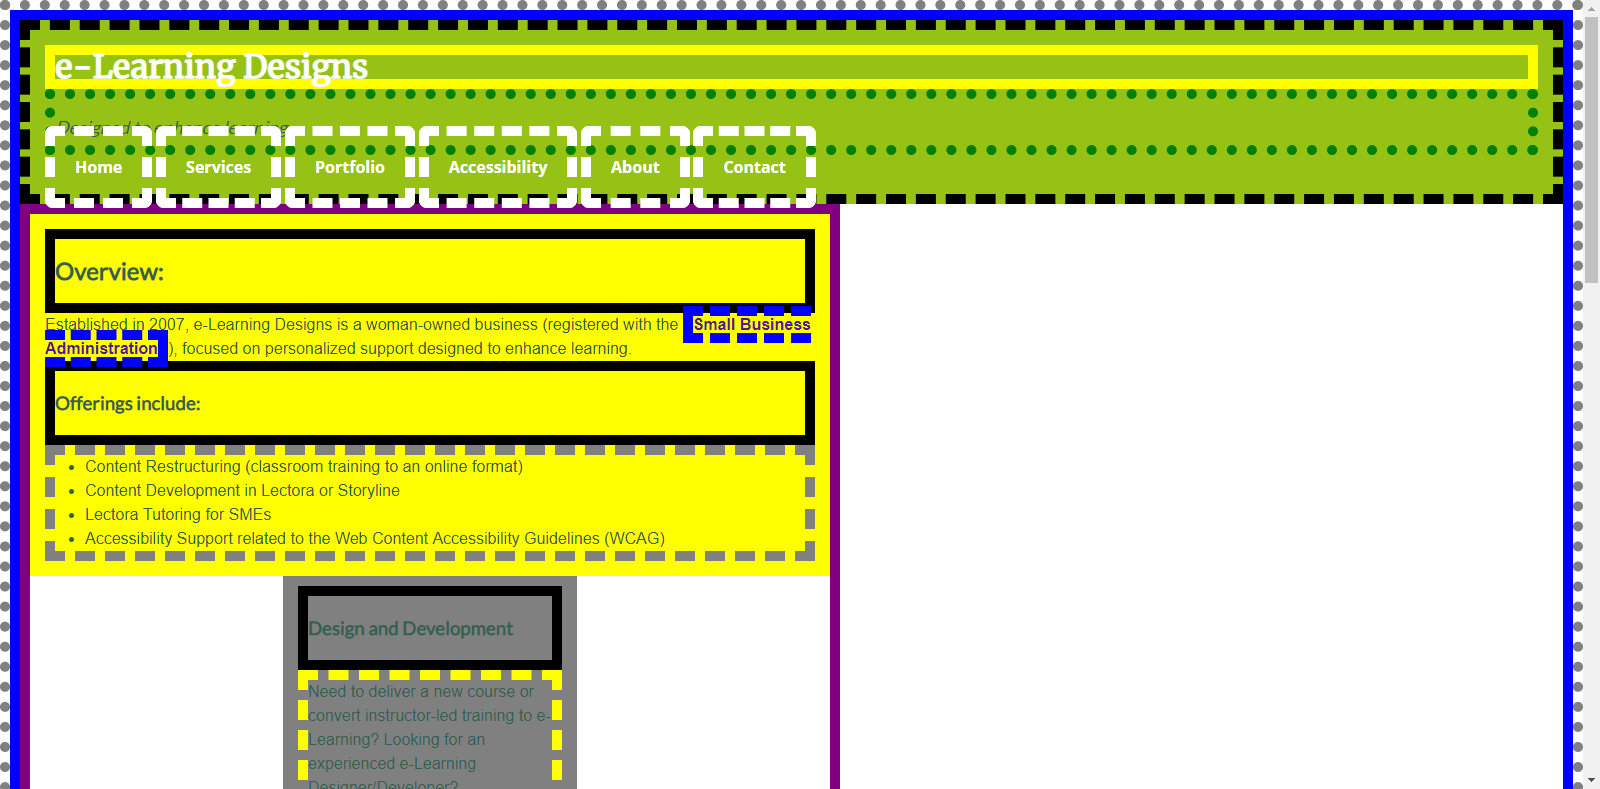 e-Learning Designs
Designed to enhance learning
Home Services Portfolio Accessibility About Contact
Overview:
Established in 2007, e-Learning Designs is a woman-owned business (registered with the Small Business
Administration), focused on personalized support designed to enhance learning.
Offerings include:
• Content Restructuring (classroom training to an online format)
• Content Development in Lectora or Storyline
• Lectora Tutoring for SMEs
• Accessibility Support related to the Web Content Accessibility Guidelines (WCAG)
Design and Development
Need to deliver a new course or
convert instructor-led training to e-
Learning? Looking for an
experienced e-Learning
Designer/Developer?